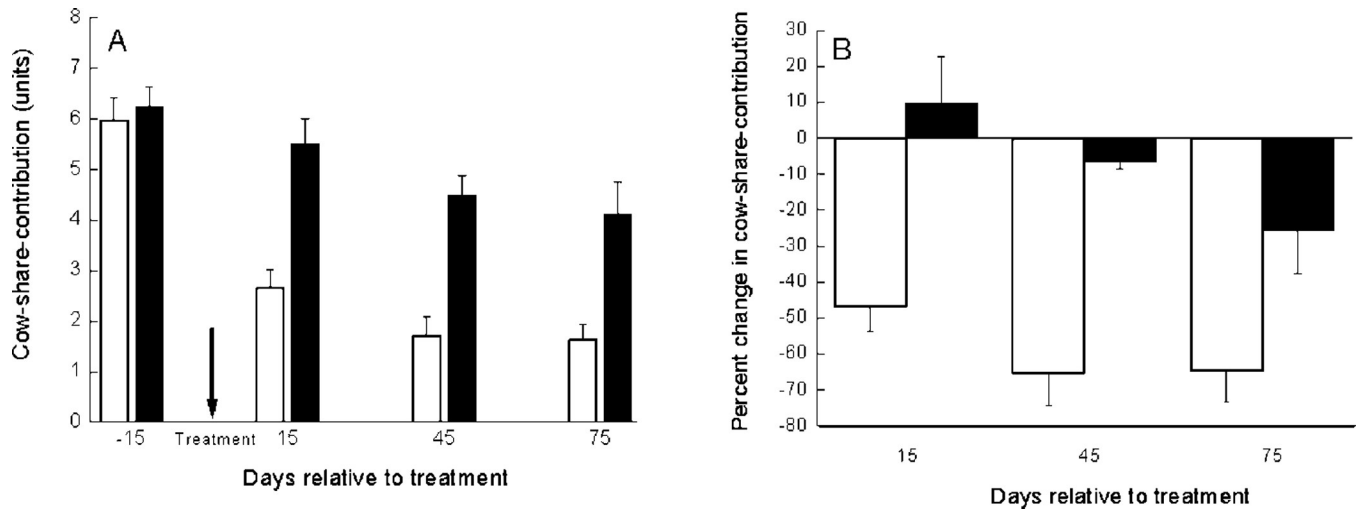 A
Cow-share-contribution (units)
8
7
6
5
4
3
2
1
0
-15 Treatment 15 45 75
Days relative to treatment
B
Percent change in cow-share-contribution
30
20
10
0
-10
-20
-30
-40
-50
-60
-70
-80
15 45 75
Days relative to treatment